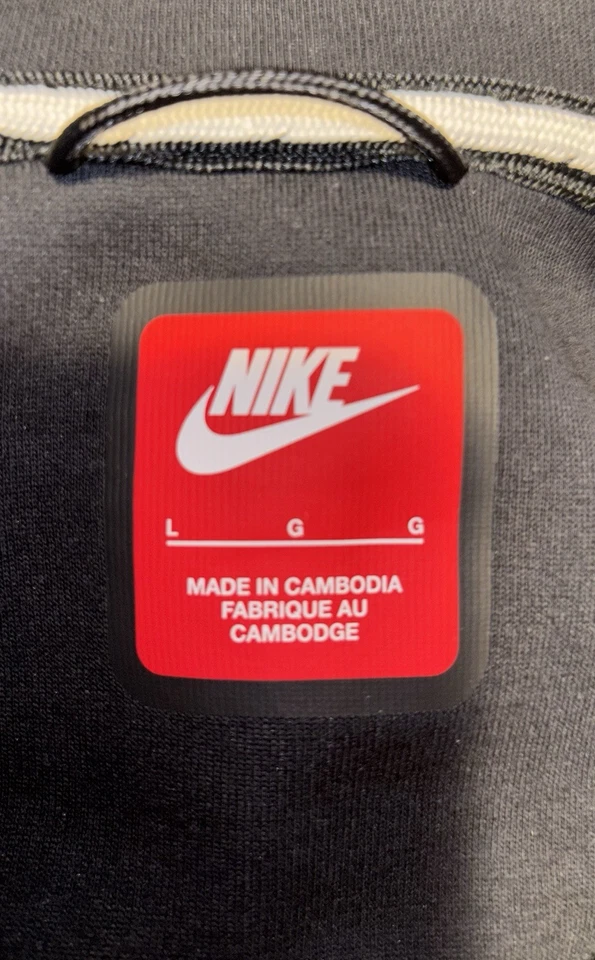 NIKE
L G G
MADE IN CAMBODIA
FABRIQUE AU
CAMBODGE